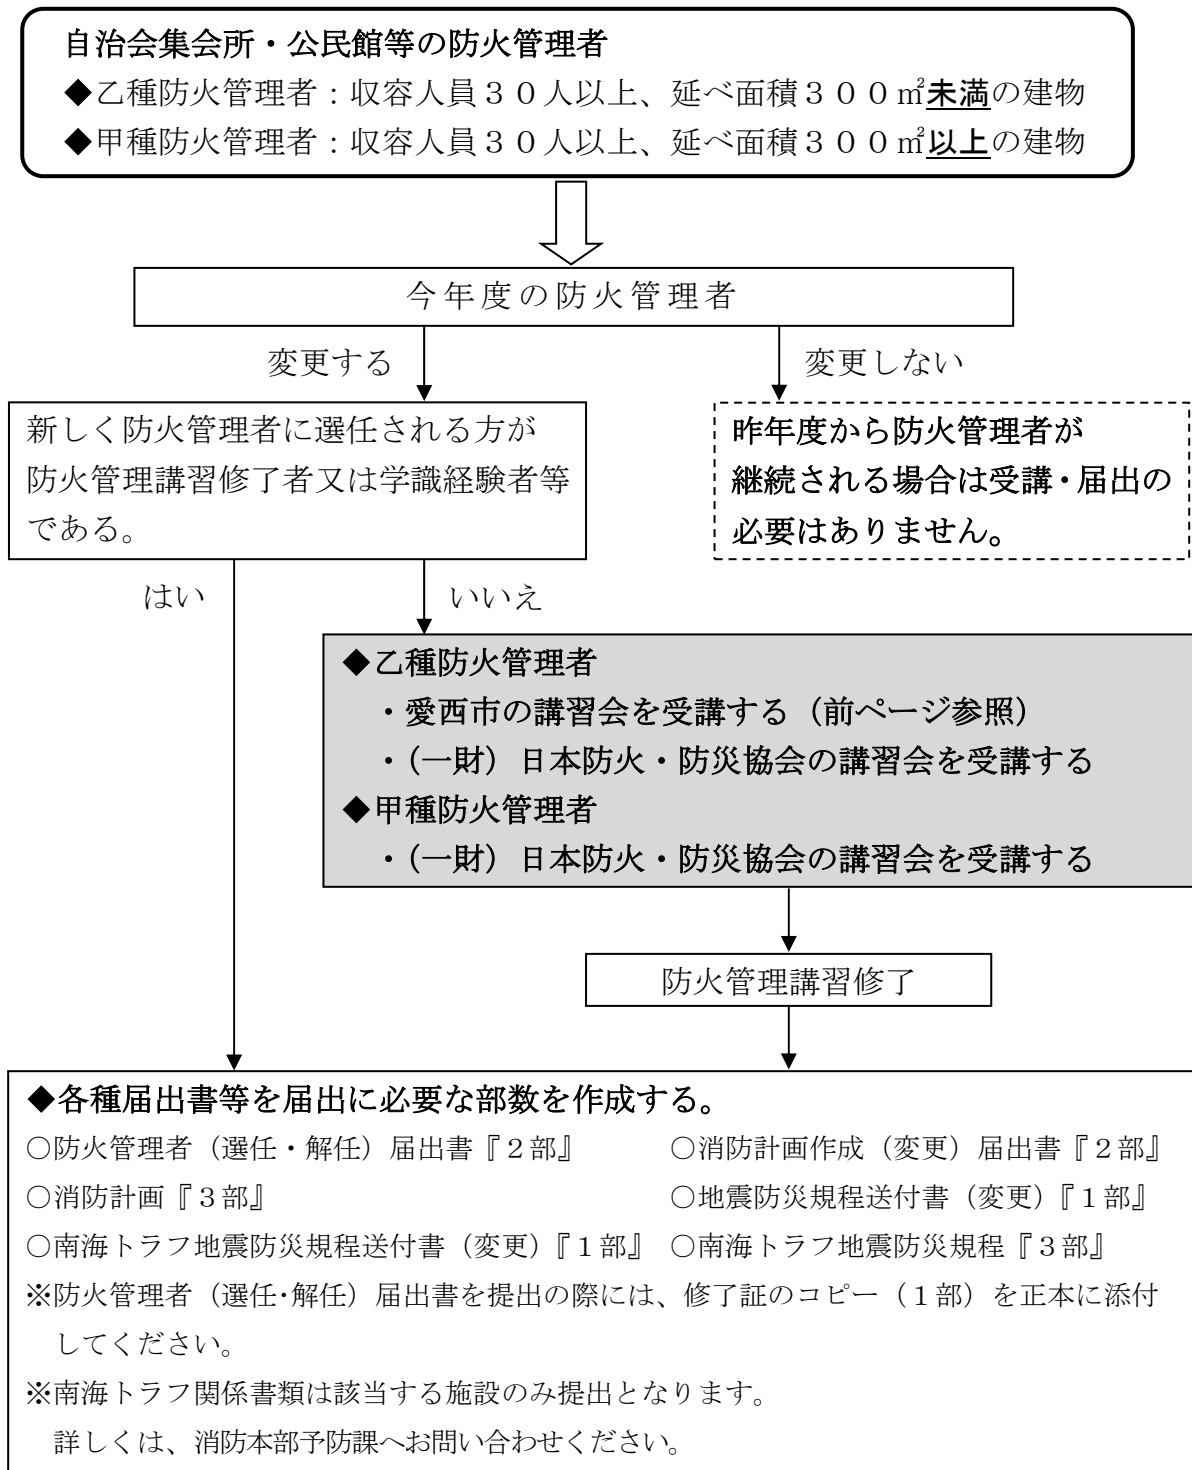 自治会集会所・公民館等の防火管理者
◆乙種防火管理者：収容人員３０人以上、延べ面積３００㎡未満の建物
◆甲種防火管理者：収容人員３０人以上、延べ面積３００㎡以上の建物
今年度の防火管理者
変更する
変更しない
新しく防火管理者に選任される方が
防火管理講習修了者又は学識経験者等
である。
昨年度から防火管理者が
継続される場合は受講・届出の
必要はありません。
はい
いいえ
◆乙種防火管理者
・愛西市の講習会を受講する（前ページ参照）
・（一財）日本防火・防災協会の講習会を受講する
◆甲種防火管理者
・（一財）日本防火・防災協会の講習会を受講する
防火管理講習修了
◆各種届出書等を届出に必要な部数を作成する。
○防火管理者（選任・解任）届出書『２部』 ○消防計画作成（変更）届出書『２部』
○消防計画『３部』 ○地震防災規程送付書（変更）『１部』
○南海トラフ地震防災規程送付書（変更）『１部』 ○南海トラフ地震防災規程『３部』
※防火管理者（選任･解任）届出書を提出の際には、修了証のコピー（１部）を正本に添付
してください。
※南海トラフ関係書類は該当する施設のみ提出となります。
詳しくは、消防本部予防課へお問い合わせください。